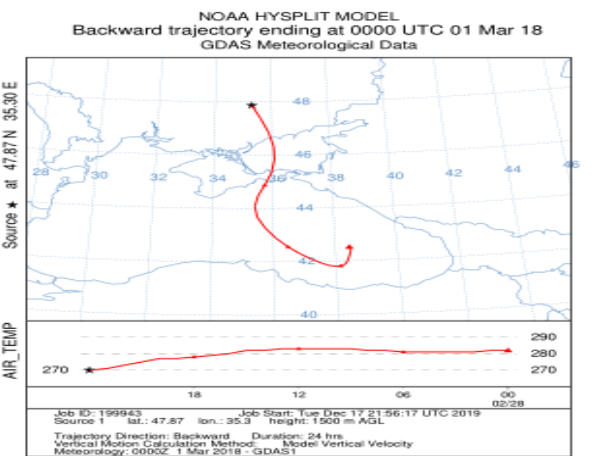 NOAA HYSPLIT MODEL
Backward trajectory ending at 0000 UTC 01 Mar 18
GDAS Meteorological Data
Source ★ at 47.87 N 35.30 E
48
46
28 30 32 34 36 38 40 42 44 46
44
42
40
AIR_TEMP
290
280
270 270
18 12 06 00
02/28
Job ID: 199943 Job Start: Tue Dec 17 21:56:17 UTC 2019
Source 1 lat.: 47.87 lon.: 35.3 height: 1500 m AGL
Trajectory Direction: Backward Duration: 24 hrs
Vertical Motion Calculation Method: Model Vertical Velocity
Meteorology: 0000Z 1 Mar 2018 - GDAS1